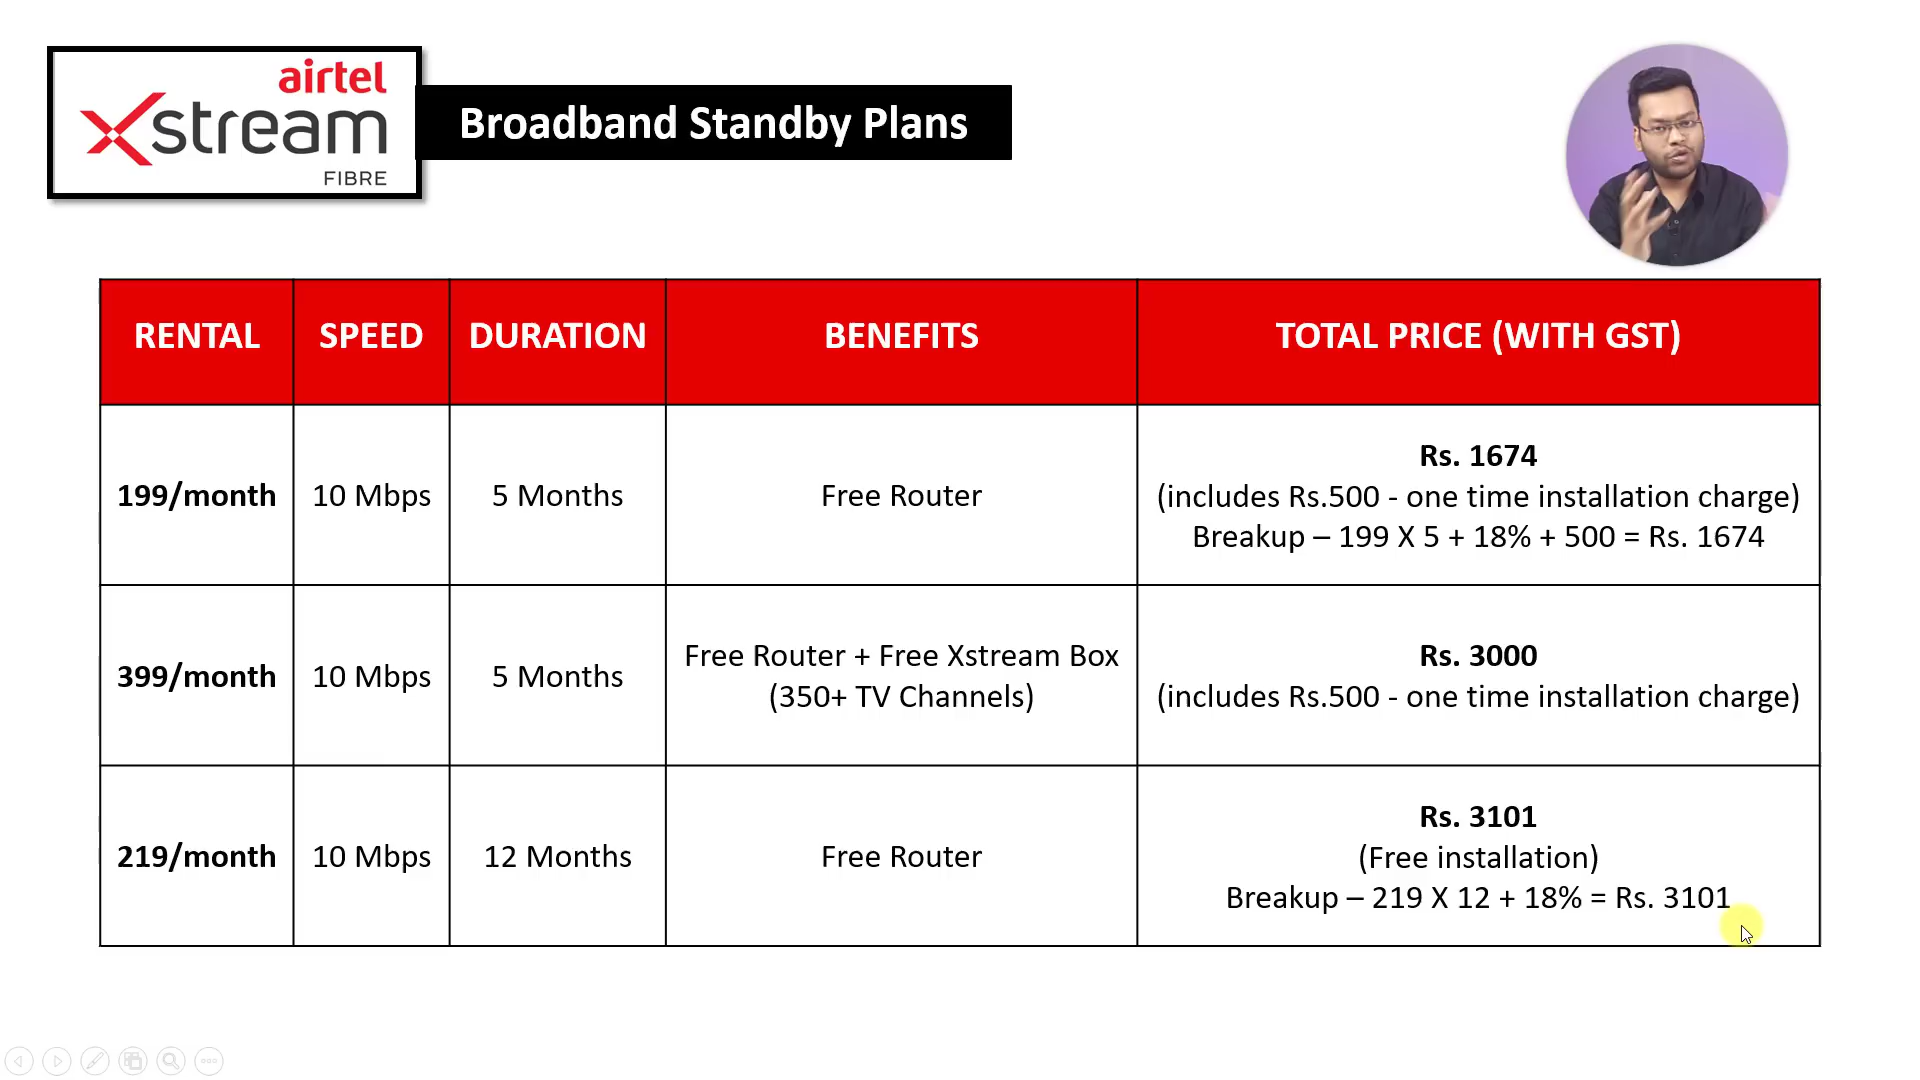 airtel
Xstream
FIBRE
Broadband Standby Plans
RENTAL SPEED DURATION BENEFITS TOTAL PRICE (WITH GST)
199/month 10 Mbps 5 Months Free Router
Rs. 1674
(includes Rs.500 - one time installation charge)
Breakup – 199 X 5 + 18% + 500 = Rs. 1674
399/month 10 Mbps 5 Months
Free Router + Free Xstream Box
(350+ TV Channels)
Rs. 3000
(includes Rs.500 - one time installation charge)
219/month 10 Mbps 12 Months Free Router
Rs. 3101
(Free installation)
Breakup – 219 X 12 + 18% = Rs. 3101